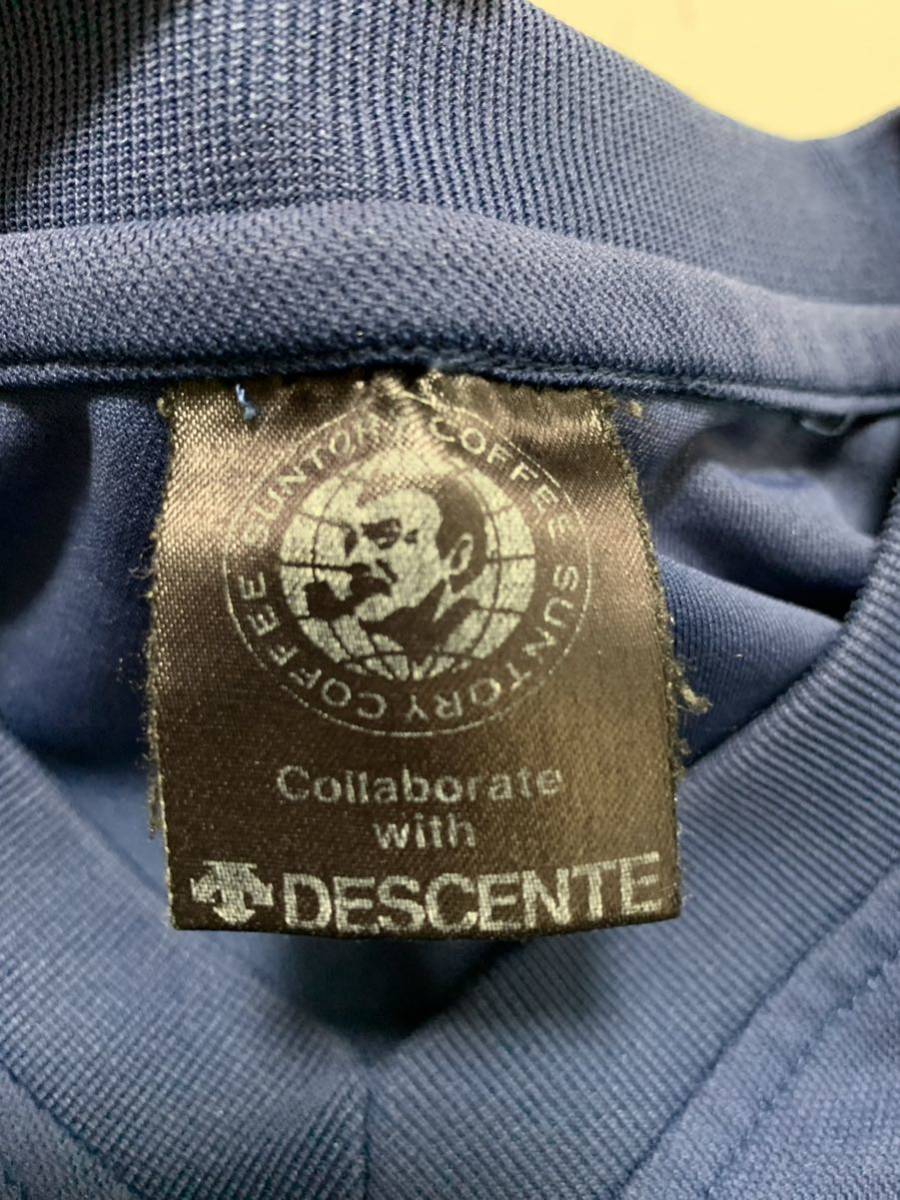 SUNTORY COFFEE SUNTORY COFFEE
Collaborate
with
DESCENTE